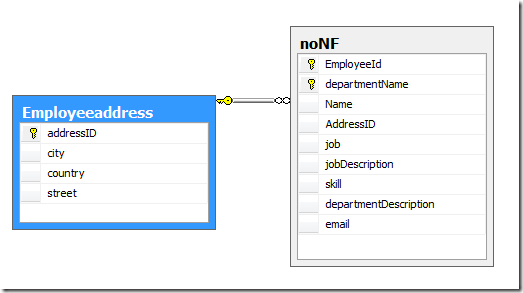 Employeeaddress
addressID
city
country
street
noNF
EmployeeId
departmentName
Name
AddressID
job
jobDescription
skill
departmentDescription
email